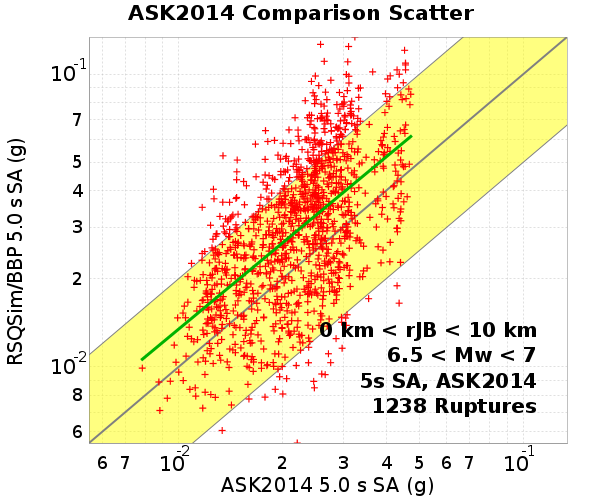 ASK2014 Comparison Scatter
RSQSim/BBP 5.0 s SA (g)
10-1
7
5
4
3
2
10-2
8
6
0 km < rJB < 10 km
6.5 < Mw < 7
5s SA, ASK2014
1238 Ruptures
6 7 10-2 2 3 4 5 6 7 10-1
ASK2014 5.0 s SA (g)